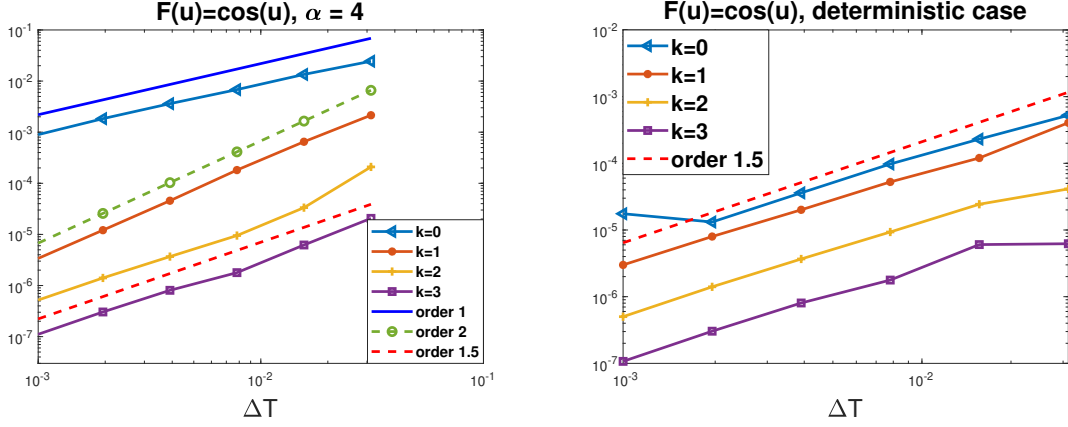 F(u)=cos(u), α = 4
10^-1
10^-2
10^-3
10^-4
10^-5
10^-6
10^-7
k=0
k=1
k=2
k=3
order 1
order 2
order 1.5
10^-3
10^-2
10^-1
ΔT
F(u)=cos(u), deterministic case
10^-2
10^-3
10^-4
10^-5
10^-6
10^-7
k=0
k=1
k=2
k=3
order 1.5
10^-3
10^-2
ΔT